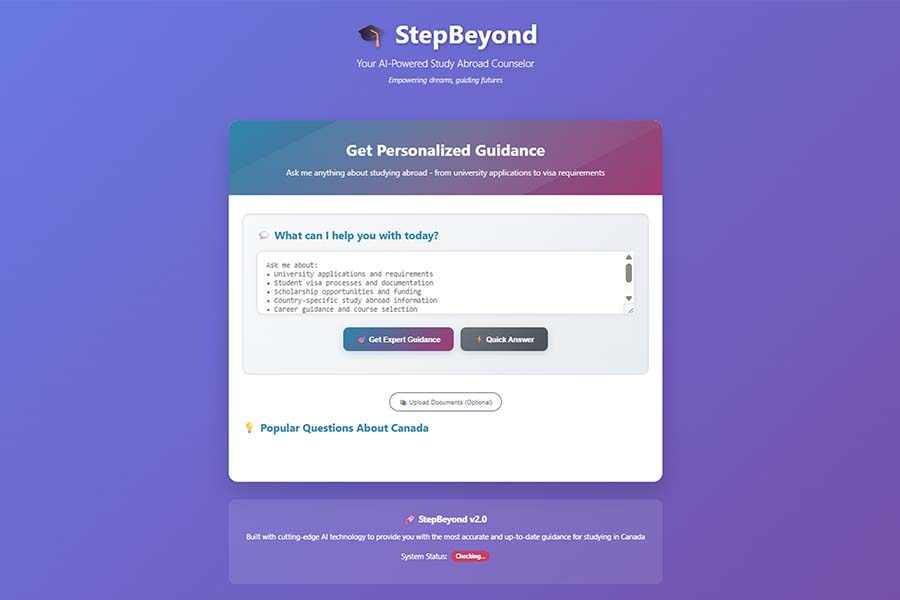 StepBeyond
Your AI-Powered Study Abroad Counselor
Empowering dreams, guiding futures
Get Personalized Guidance
Ask me anything about studying abroad - from university applications to visa requirements
What can I help you with today?
Ask me about:
• University applications and requirements
• Student visa processes and documentation
• Scholarship opportunities and funding
• Country-specific study abroad information
• Career guidance and course selection
Get Expert Guidance
Quick Answer
Upload Documents (Optional)
Popular Questions About Canada
StepBeyond v2.0
Built with cutting-edge AI technology to provide you with the most accurate and up-to-date guidance for studying in Canada
System Status: Checking...